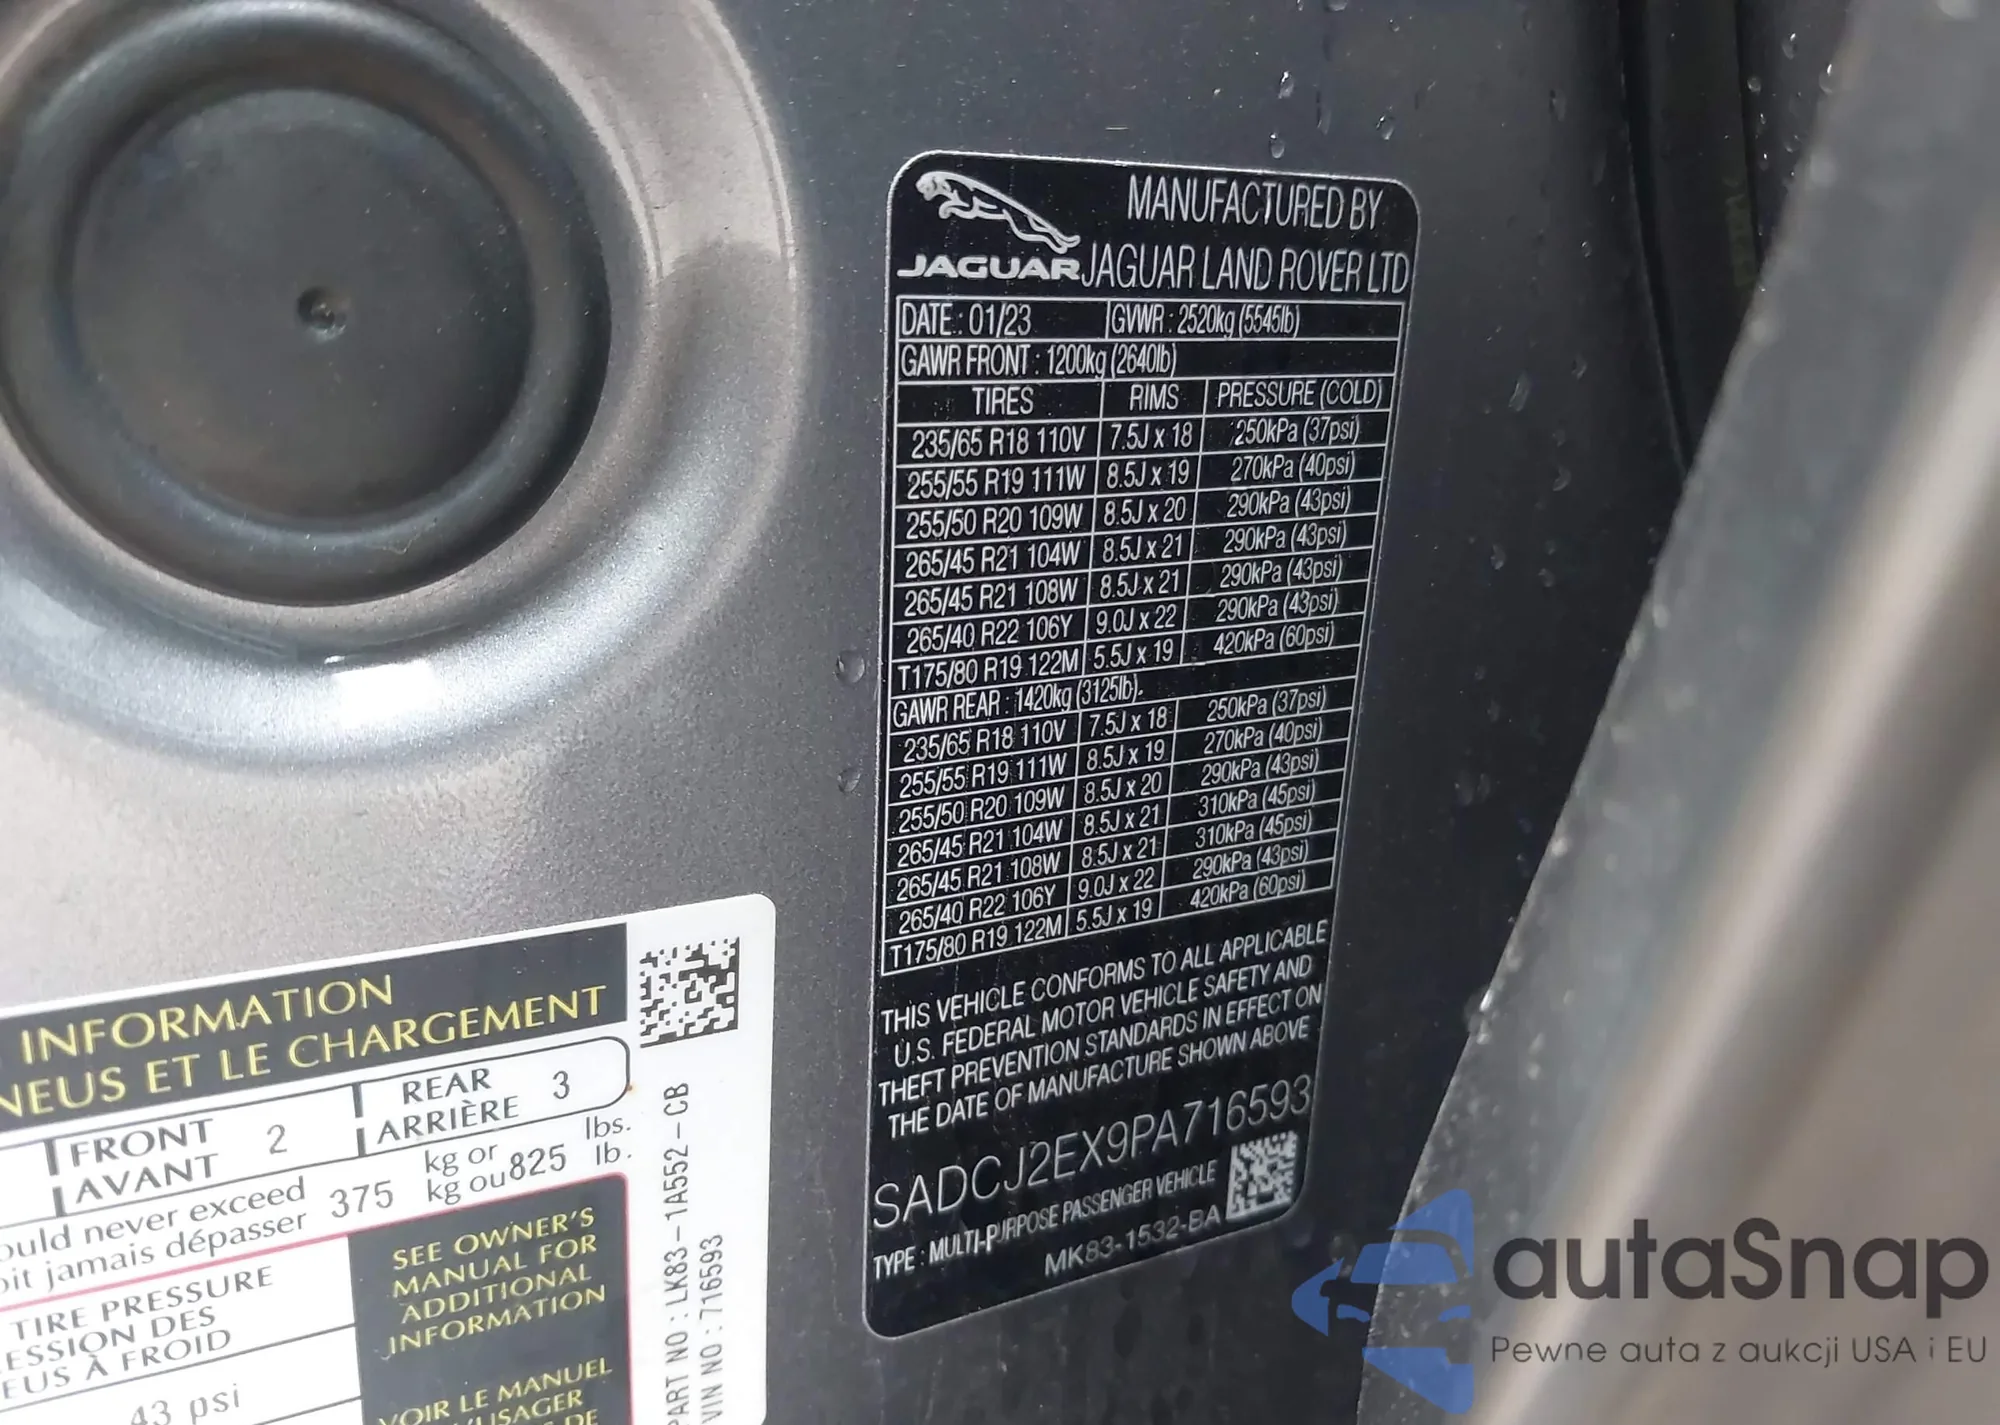 MANUFACTURED BY
JAGUAR JAGUAR LAND ROVER LTD
DATE : 01/23 GVWR : 2520kg (5545lb)
GAWR FRONT : 1200kg (2640lb)
TIRES RIMS PRESSURE (COLD)
235/65 R18 110V 7.5J x 18 250kPa (37psi)
255/55 R19 111W 8.5J x 19 270kPa (40psi)
255/50 R20 109W 8.5J x 20 290kPa (43psi)
265/45 R21 104W 8.5J x 21 290kPa (43psi)
265/45 R21 108W 8.5J x 21 290kPa (43psi)
265/40 R22 106Y 9.0J x 22 290kPa (43psi)
T175/80 R19 122M 5.5J x 19 420kPa (60psi)
GAWR REAR : 1420kg (3125lb)
235/65 R18 110V 7.5J x 18 250kPa (37psi)
255/55 R19 111W 8.5J x 19 270kPa (40psi)
255/50 R20 109W 8.5J x 20 290kPa (43psi)
265/45 R21 104W 8.5J x 21 310kPa (45psi)
265/45 R21 108W 8.5J x 21 310kPa (45psi)
265/40 R22 106Y 9.0J x 22 290kPa (43psi)
T175/80 R19 122M 5.5J x 19 420kPa (60psi)
THIS VEHICLE CONFORMS TO ALL APPLICABLE
U.S. FEDERAL MOTOR VEHICLE SAFETY AND
THEFT PREVENTION STANDARDS IN EFFECT ON
THE DATE OF MANUFACTURE SHOWN ABOVE
SADCJ2EX9PA716593
TYPE : MULTI-PURPOSE PASSENGER VEHICLE
MK83-1532-BA
INFORMATION
NEUS ET LE CHARGEMENT
FRONT 2 REAR 3
AVANT ARRIÈRE
ould never exceed 375 kg or 825 lbs.
oit jamais dépasser kg ou lb.
TIRE PRESSURE
ESSION DES
EUS À FROID
43 psi
SEE OWNER'S
MANUAL FOR
ADDITIONAL
INFORMATION
VOIR LE MANUEL
L'USAGER
DE
PART NO : LK83-1A552-CB
VIN NO : 716593
autaSnap
Pewne auta z aukcji USA i EU